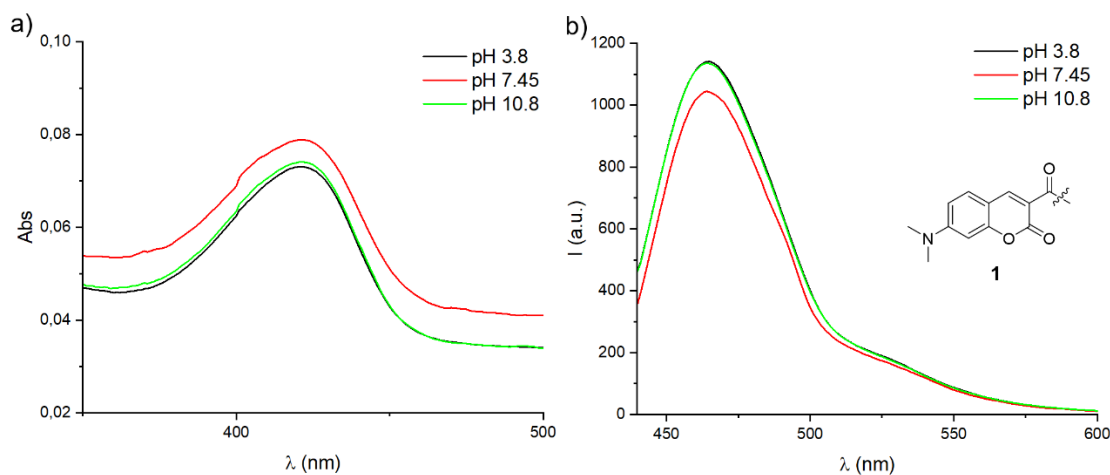 a)
0,10
0,08
0,06
0,04
0,02
Abs
400
500
λ (nm)
pH 3.8
pH 7.45
pH 10.8
b)
1200
1000
800
600
400
200
0
I (a.u.)
450
500
550
600
λ (nm)
pH 3.8
pH 7.45
pH 10.8
O
N
O
O
1